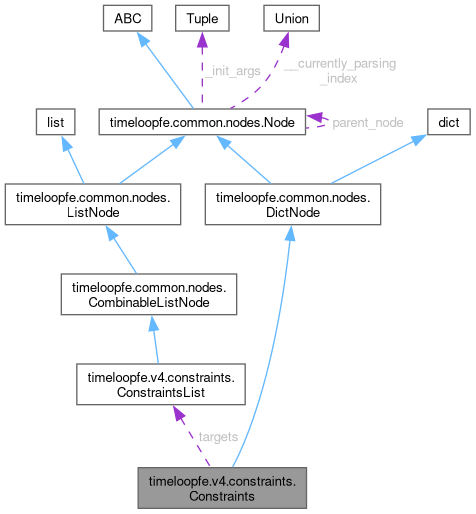 ABC
Tuple
Union
_init_args
__currently_parsing
_index
list
timeloopfe.common.nodes.Node
parent_node
dict
timeloopfe.common.nodes.
ListNode
timeloopfe.common.nodes.
DictNode
timeloopfe.common.nodes.
CombinableListNode
timeloopfe.v4.constraints.
ConstraintsList
targets
timeloopfe.v4.constraints.
Constraints